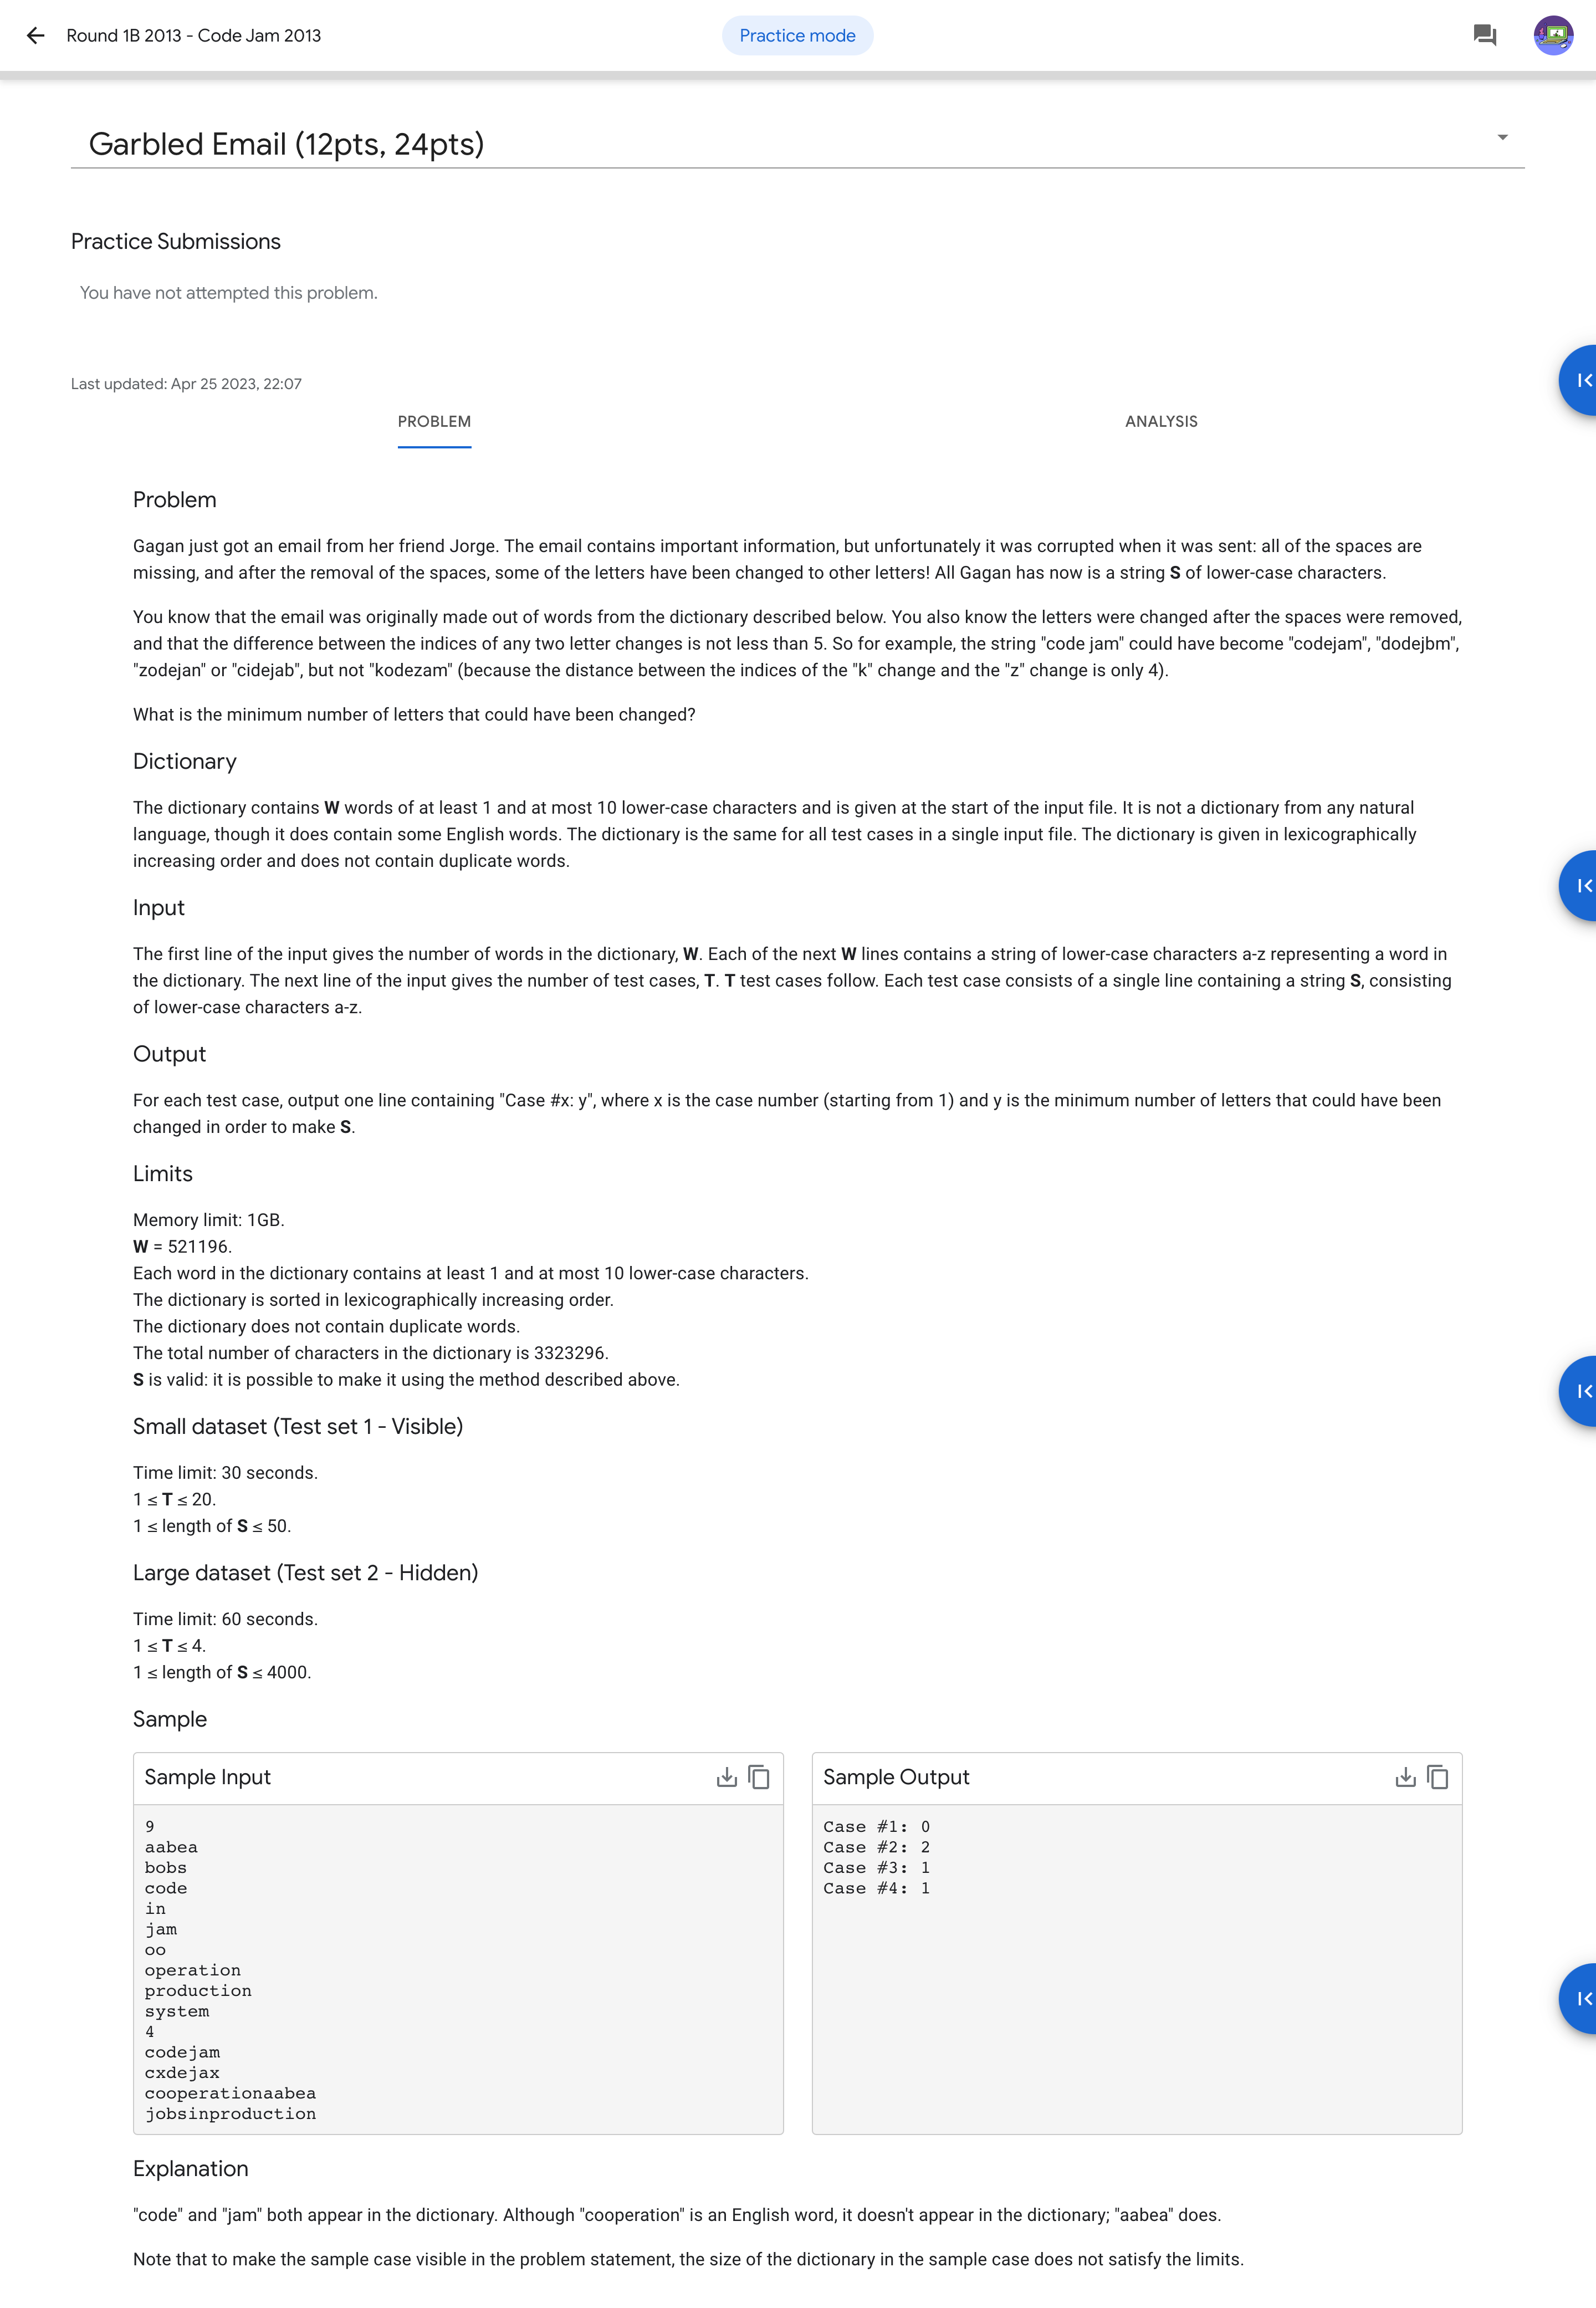 Round 1B 2013 - Code Jam 2013
Practice mode
Garbled Email (12pts, 24pts)
Practice Submissions
You have not attempted this problem.
Last updated: Apr 25 2023, 22:07
PROBLEM
ANALYSIS
Problem
Gagan just got an email from her friend Jorge. The email contains important information, but unfortunately it was corrupted when it was sent: all of the spaces are
missing, and after the removal of the spaces, some of the letters have been changed to other letters! All Gagan has now is a string S of lower-case characters.
You know that the email was originally made out of words from the dictionary described below. You also know the letters were changed after the spaces were removed,
and that the difference between the indices of any two letter changes is not less than 5. So for example, the string "code jam" could have become "codejam", "dodejbm",
"zodejan" or "cidejab", but not "kodezam" (because the distance between the indices of the "k" change and the "z" change is only 4).
What is the minimum number of letters that could have been changed?
Dictionary
The dictionary contains W words of at least 1 and at most 10 lower-case characters and is given at the start of the input file. It is not a dictionary from any natural
language, though it does contain some English words. The dictionary is the same for all test cases in a single input file. The dictionary is given in lexicographically
increasing order and does not contain duplicate words.
Input
The first line of the input gives the number of words in the dictionary, W. Each of the next W lines contains a string of lower-case characters a-z representing a word in
the dictionary. The next line of the input gives the number of test cases, T. T test cases follow. Each test case consists of a single line containing a string S, consisting
of lower-case characters a-z.
Output
For each test case, output one line containing "Case #x: y", where x is the case number (starting from 1) and y is the minimum number of letters that could have been
changed in order to make S.
Limits
Memory limit: 1GB.
W = 521196.
Each word in the dictionary contains at least 1 and at most 10 lower-case characters.
The dictionary is sorted in lexicographically increasing order.
The dictionary does not contain duplicate words.
The total number of characters in the dictionary is 3323296.
S is valid: it is possible to make it using the method described above.
Small dataset (Test set 1 - Visible)
Time limit: 30 seconds.
1 ≤ T ≤ 20.
1 ≤ length of S ≤ 50.
Large dataset (Test set 2 - Hidden)
Time limit: 60 seconds.
1 ≤ T ≤ 4.
1 ≤ length of S ≤ 4000.
Sample
Sample Input
9
aabea
bobs
code
in
jam
oo
operation
production
system
4
codejam
cxdejax
cooperationaabea
jobsinproduction
Sample Output
Case #1: 0
Case #2: 2
Case #3: 1
Case #4: 1
Explanation
"code" and "jam" both appear in the dictionary. Although "cooperation" is an English word, it doesn't appear in the dictionary; "aabea" does.
Note that to make the sample case visible in the problem statement, the size of the dictionary in the sample case does not satisfy the limits.